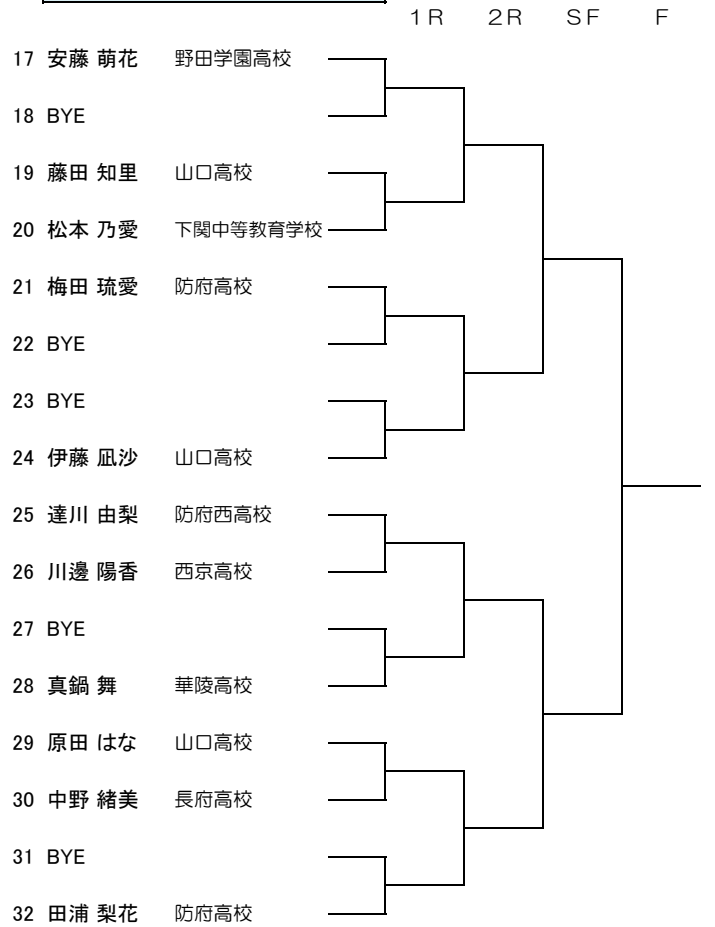 １Ｒ ２Ｒ ＳＦ Ｆ
17 安藤 萌花 野田学園高校
18 BYE
19 藤田 知里 山口高校
20 松本 乃愛 下関中等教育学校
21 梅田 琉愛 防府高校
22 BYE
23 BYE
24 伊藤 凪沙 山口高校
25 達川 由梨 防府西高校
26 川邊 陽香 西京高校
27 BYE
28 真鍋 舞 華陵高校
29 原田 はな 山口高校
30 中野 緒美 長府高校
31 BYE
32 田浦 梨花 防府高校